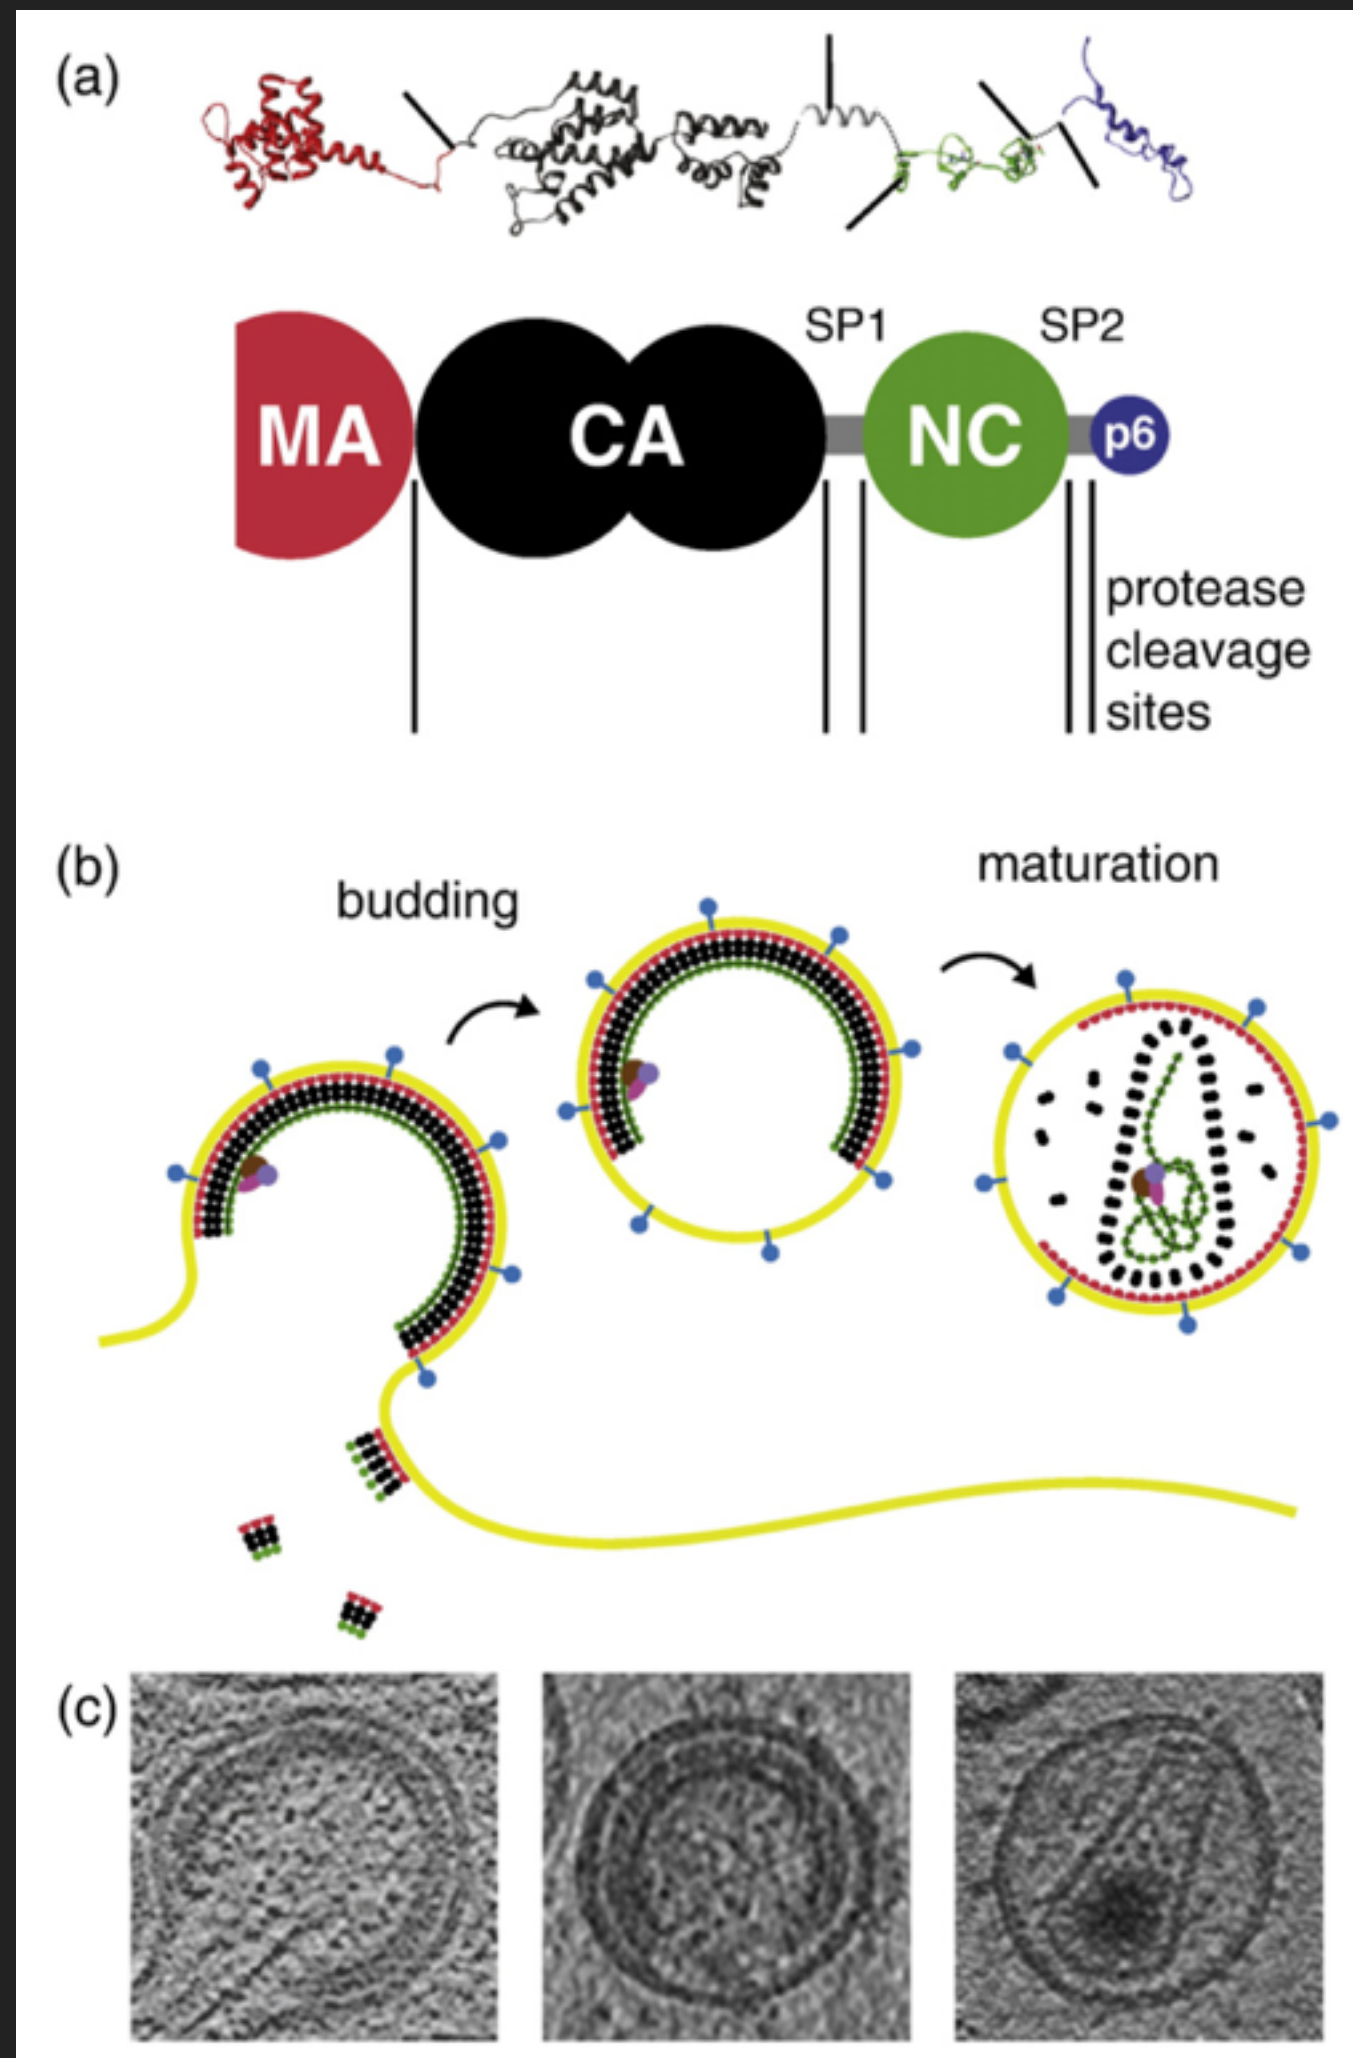 (a)
SP1
SP2
MA
CA
NC
p6
protease
cleavage
sites
(b)
budding
maturation
(c)